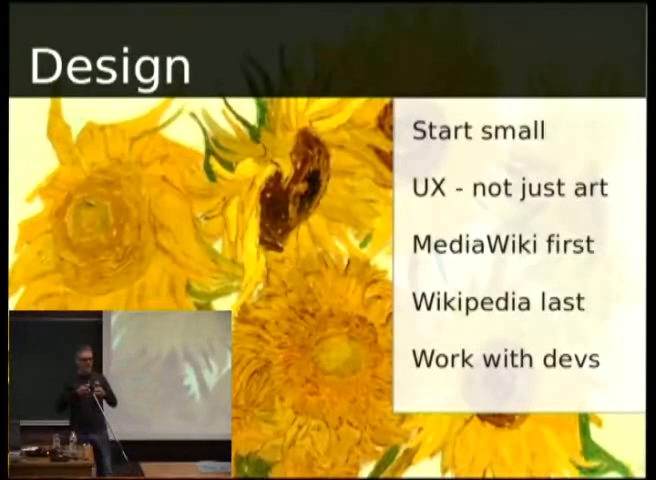 Design
Start small
UX - not just art
MediaWiki first
Wikipedia last
Work with devs